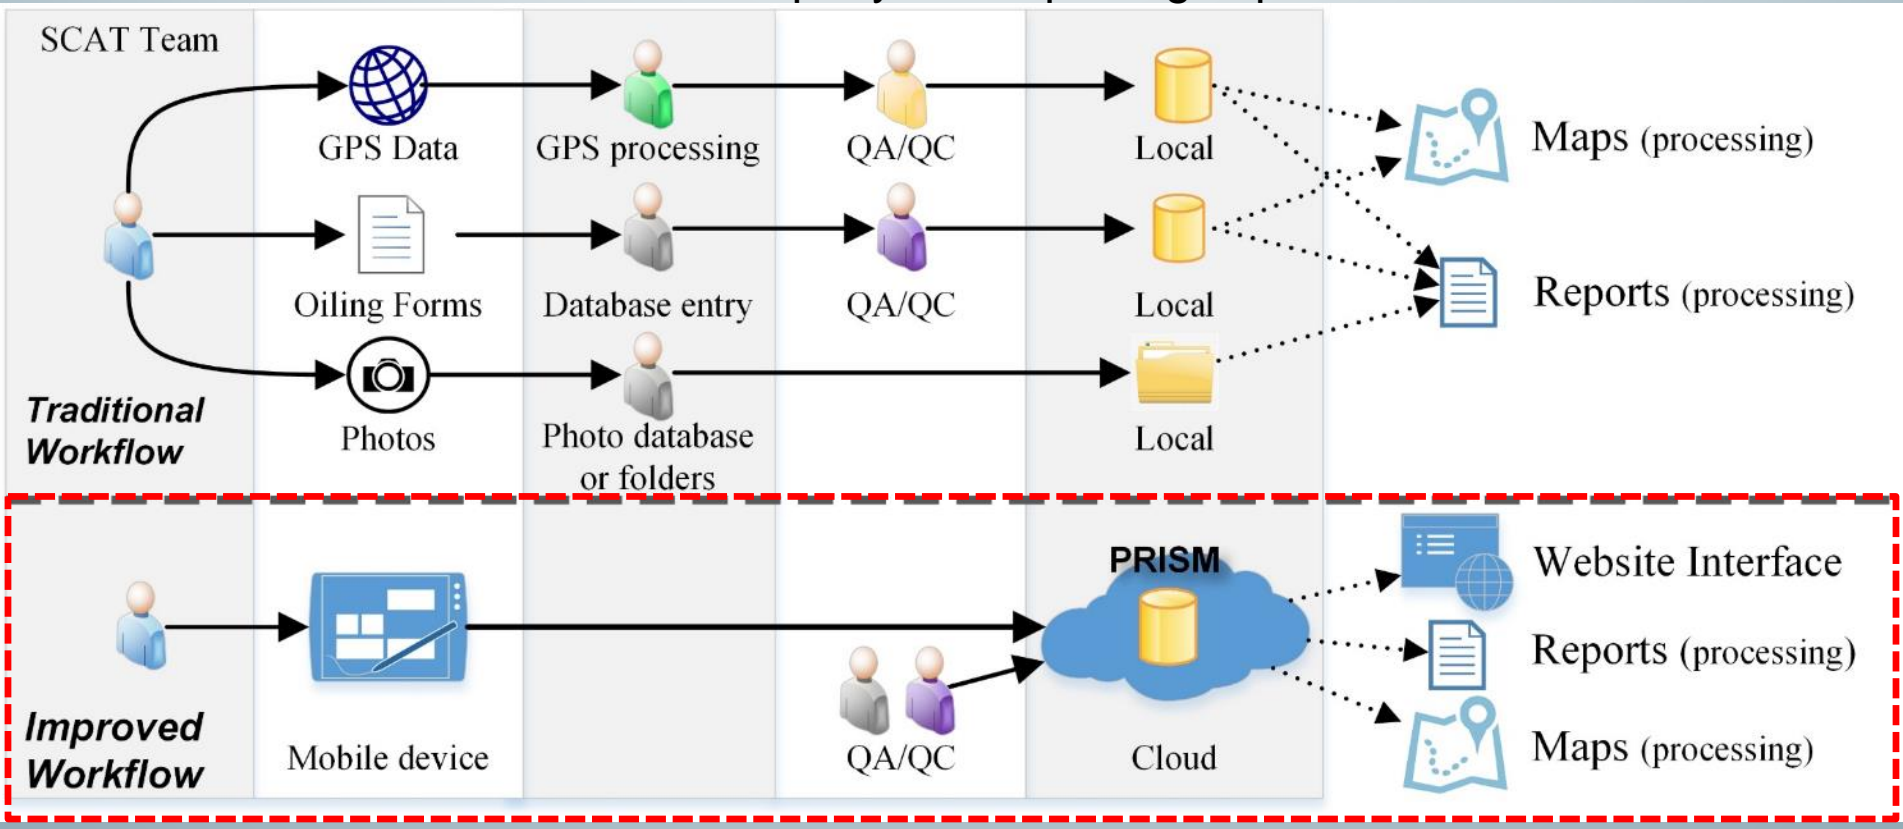 SCAT Team
GPS Data
GPS processing
QA/QC
Local
Maps (processing)
Oiling Forms
Database entry
QA/QC
Local
Reports (processing)
Traditional
Workflow
Photos
Photo database
or folders
Local
PRISM
Website Interface
Reports (processing)
Improved
Workflow
Mobile device
QA/QC
Cloud
Maps (processing)